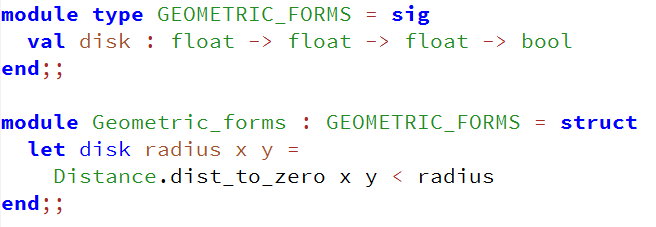 module type GEOMETRIC_FORMS = sig
  val disk : float -> float -> float -> bool
end;;

module Geometric_forms : GEOMETRIC_FORMS = struct
  let disk radius x y =
    Distance.dist_to_zero x y < radius
end;;